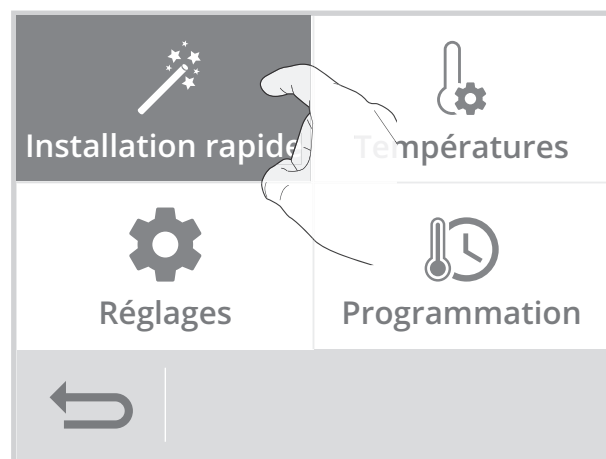 Installation rapide
Températures
Réglages
Programmation